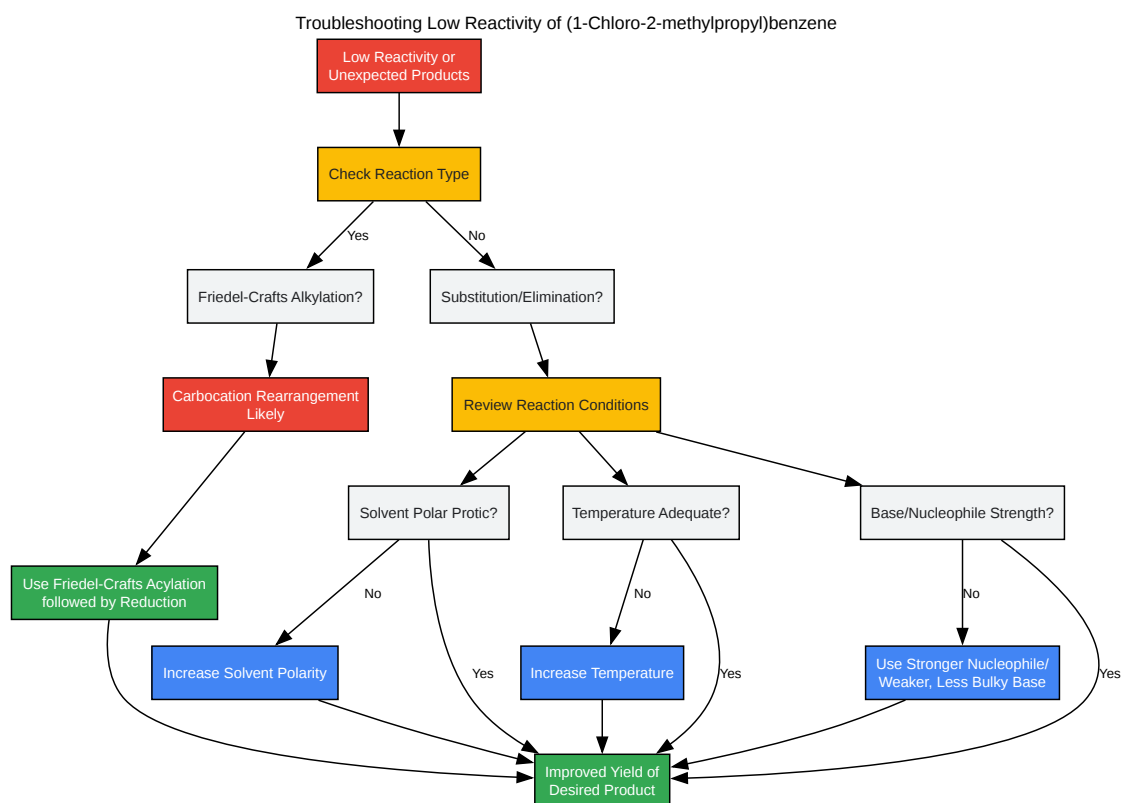 Troubleshooting Low Reactivity of (1-Chloro-2-methylpropyl)benzene
Low Reactivity or
Unexpected Products
Check Reaction Type
Yes
No
Friedel-Crafts Alkylation?
Substitution/Elimination?
Carbocation Rearrangement
Likely
Review Reaction Conditions
Solvent Polar Protic?
Temperature Adequate?
Base/Nucleophile Strength?
Use Friedel-Crafts Acylation
followed by Reduction
No
No
No
Increase Solvent Polarity
Yes
Increase Temperature
Yes
Use Stronger Nucleophile/
Weaker, Less Bulky Base
Yes
Improved Yield of
Desired Product